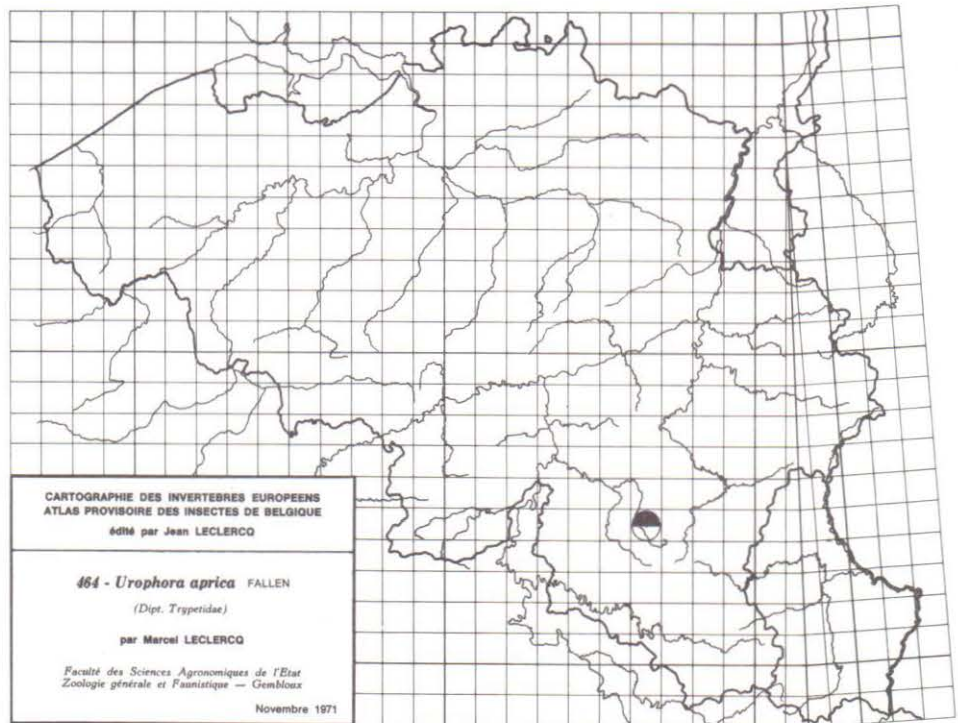 CARTOGRAPHIE DES INVERTEBRES EUROPEENS
ATLAS PROVISOIRE DES INSECTES DE BELGIQUE
édité par Jean LECLERCQ
464 - Urophora aprica FALLEN
(Dipt. Trypetidae)
par Marcel LECLERCQ
Faculté des Sciences Agronomiques de l'Etat
Zoologie générale et Faunistique — Gembloux
Novembre 1971